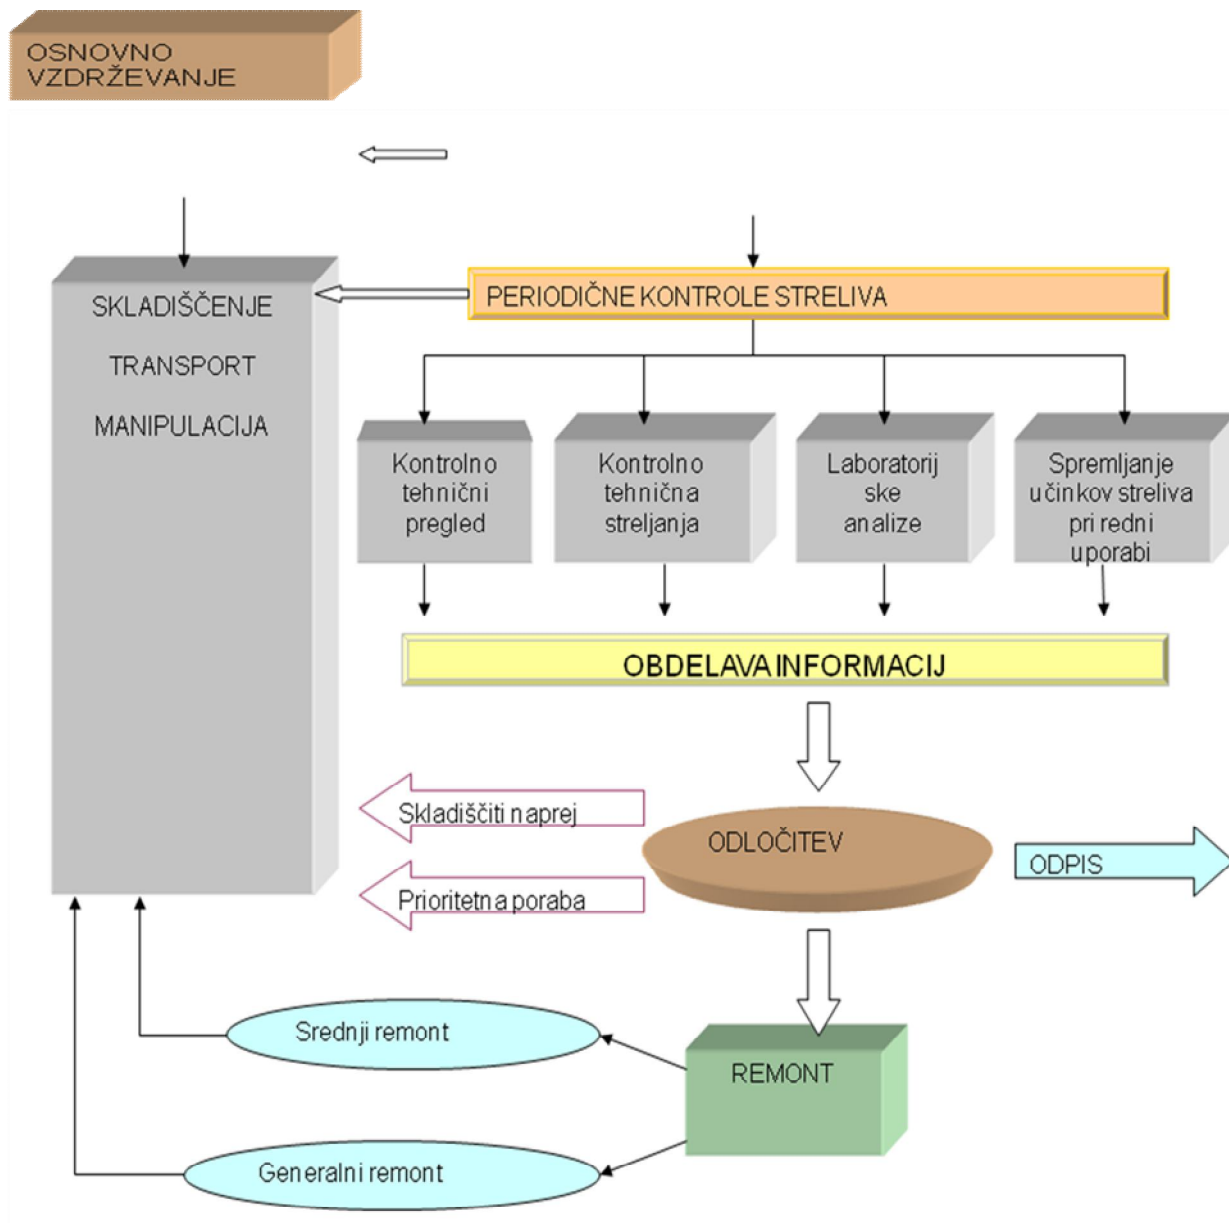 OSNOVNO
VZDRŽEVANJE
SKLADIŠČENJE
TRANSPORT
MANIPULACIJA
PERIODIČNE KONTROLE STRELIVA
Kontrolno
tehnični
pregled
Kontrolno
tehnična
streljanja
Laboratorij
ske
analize
Spremljanje
učinkov streliva
pri redni
uporabi
OBDELAVA INFORMACIJ
Skladiščiti naprej
ODLOČITEV
ODPIS
Prioritetna poraba
Srednji remont
REMONT
Generalni remont